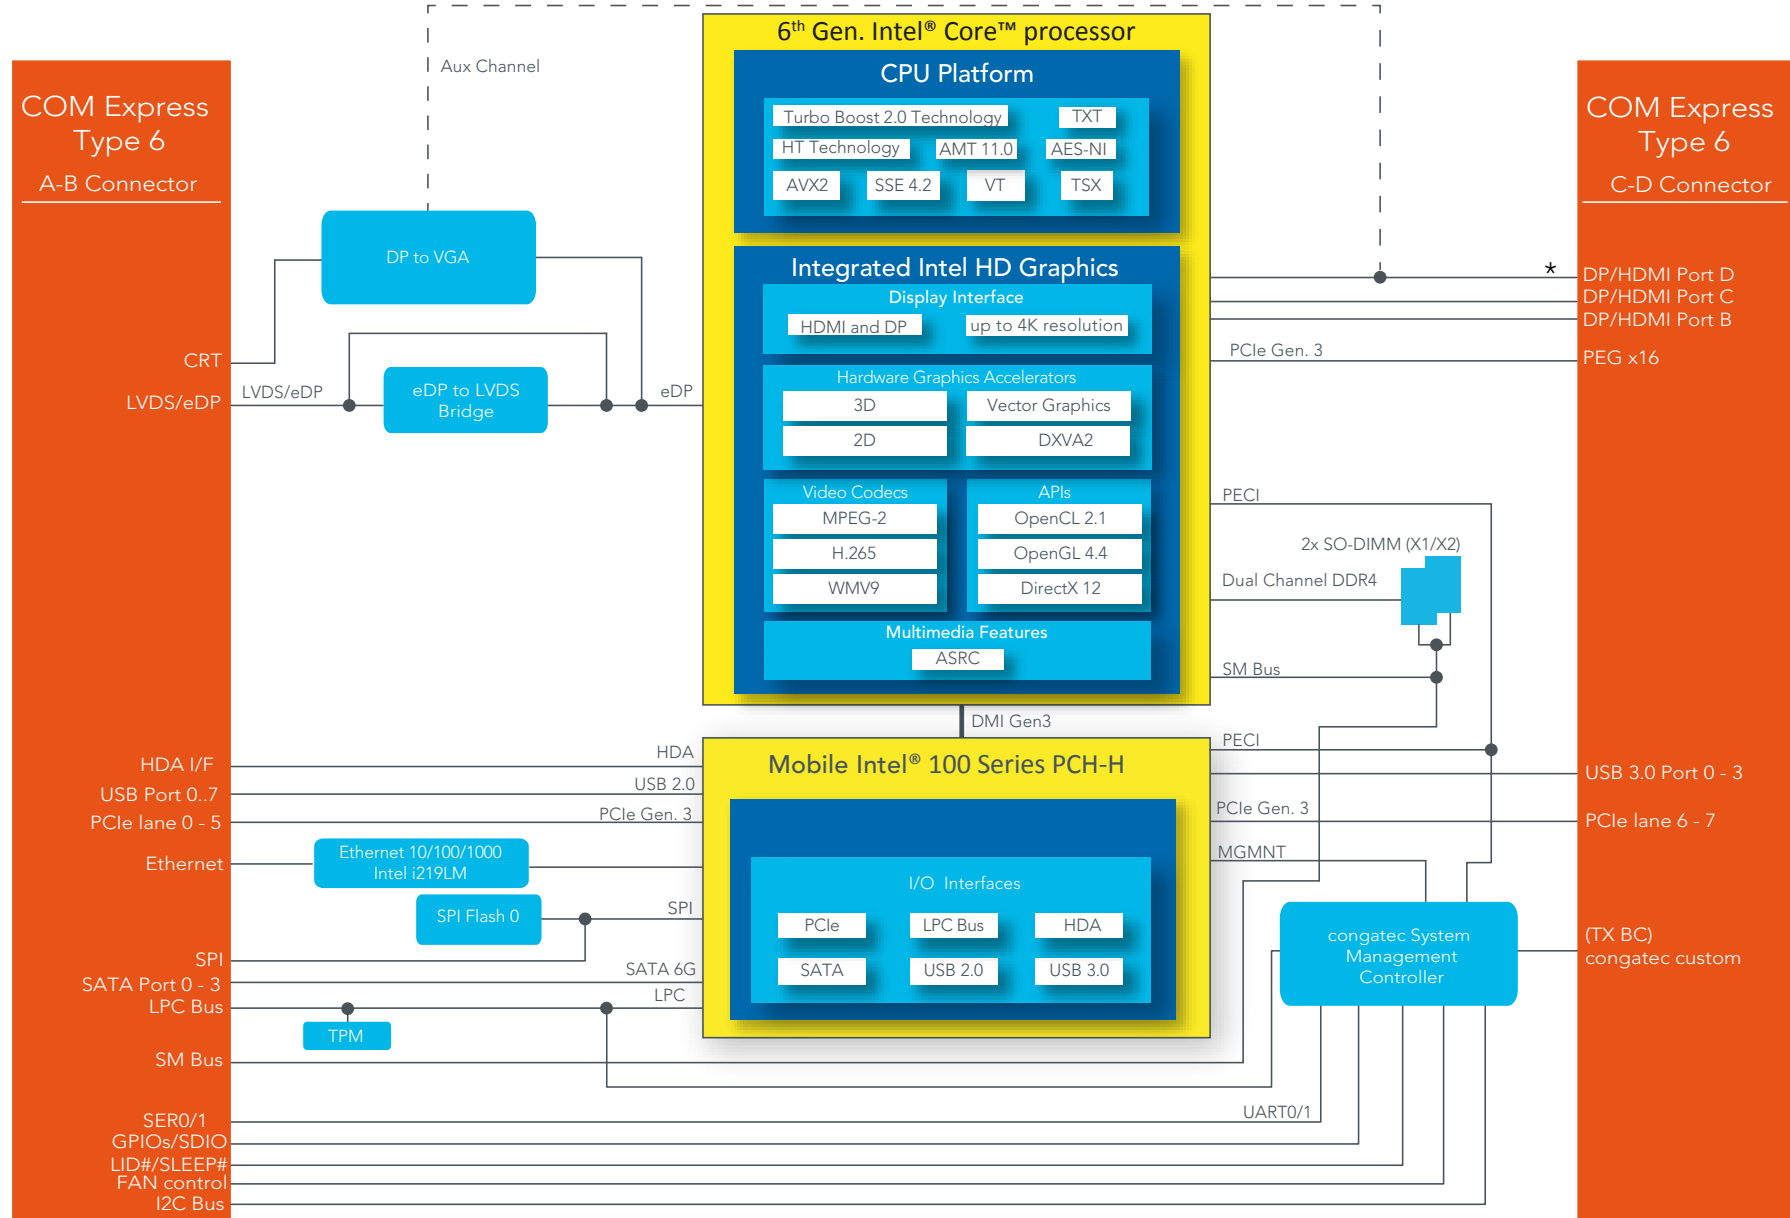 6th Gen. Intel® Core™ processor
CPU Platform
Turbo Boost 2.0 Technology
TXT
HT Technology
AMT 11.0
AES-NI
AVX2
SSE 4.2
VT
TSX
Integrated Intel HD Graphics
Display Interface
HDMI and DP
up to 4K resolution
Hardware Graphics Accelerators
3D
Vector Graphics
2D
DXVA2
Video Codecs
MPEG-2
H.265
WMV9
APIs
OpenCL 2.1
OpenGL 4.4
DirectX 12
Multimedia Features
ASRC
DMI Gen3
Mobile Intel® 100 Series PCH-H
I/O Interfaces
PCIe
LPC Bus
HDA
SATA
USB 2.0
USB 3.0
COM Express
Type 6
A-B Connector
CRT
LVDS/eDP
HDA I/F
USB Port 0..7
PCIe lane 0 - 5
Ethernet
SPI
SATA Port 0 - 3
LPC Bus
SM Bus
SER0/1
GPIOs/SDIO
LID#/SLEEP#
FAN control
I2C Bus
Aux Channel
DP to VGA
LVDS/eDP
eDP to LVDS
Bridge
eDP
HDA
USB 2.0
PCIe Gen. 3
Ethernet 10/100/1000
Intel i219LM
SPI Flash 0
SPI
SATA 6G
LPC
TPM
PCIe Gen. 3
PECI
2x SO-DIMM (X1/X2)
Dual Channel DDR4
SM Bus
PECI
PCIe Gen. 3
MGMNT
congatec System
Management
Controller
UART0/1
COM Express
Type 6
C-D Connector
*
DP/HDMI Port D
DP/HDMI Port C
DP/HDMI Port B
PEG x16
USB 3.0 Port 0 - 3
PCIe lane 6 - 7
(TX BC)
congatec custom